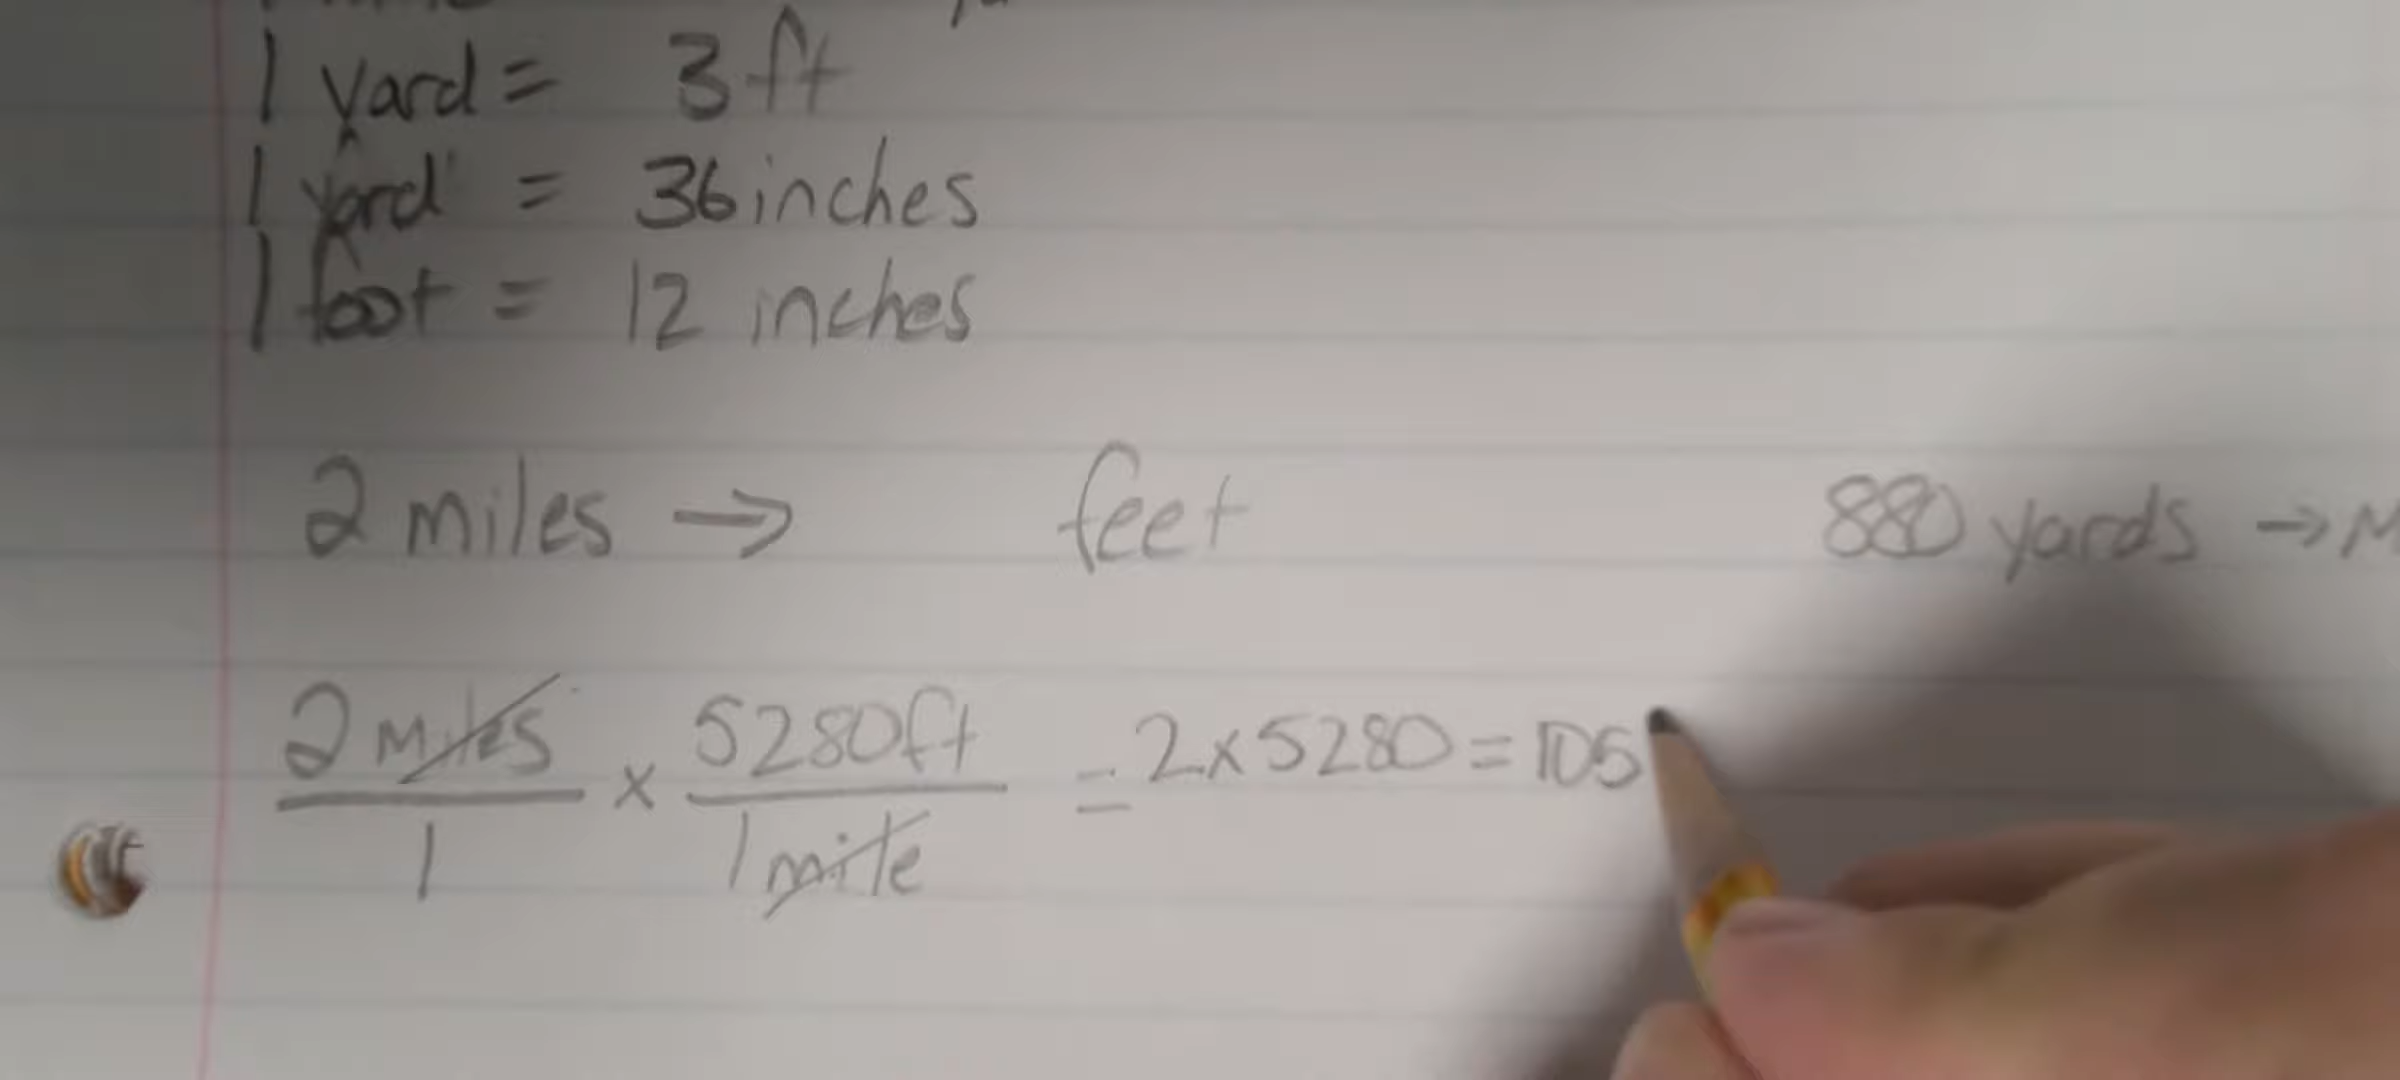 1 yard = 3 ft
1 yard = 36 inches
1 foot = 12 inches
2 miles → feet
880 yards → M
2 miles / 1 × 5280 ft / 1 mile = 2 x 5280 = 105